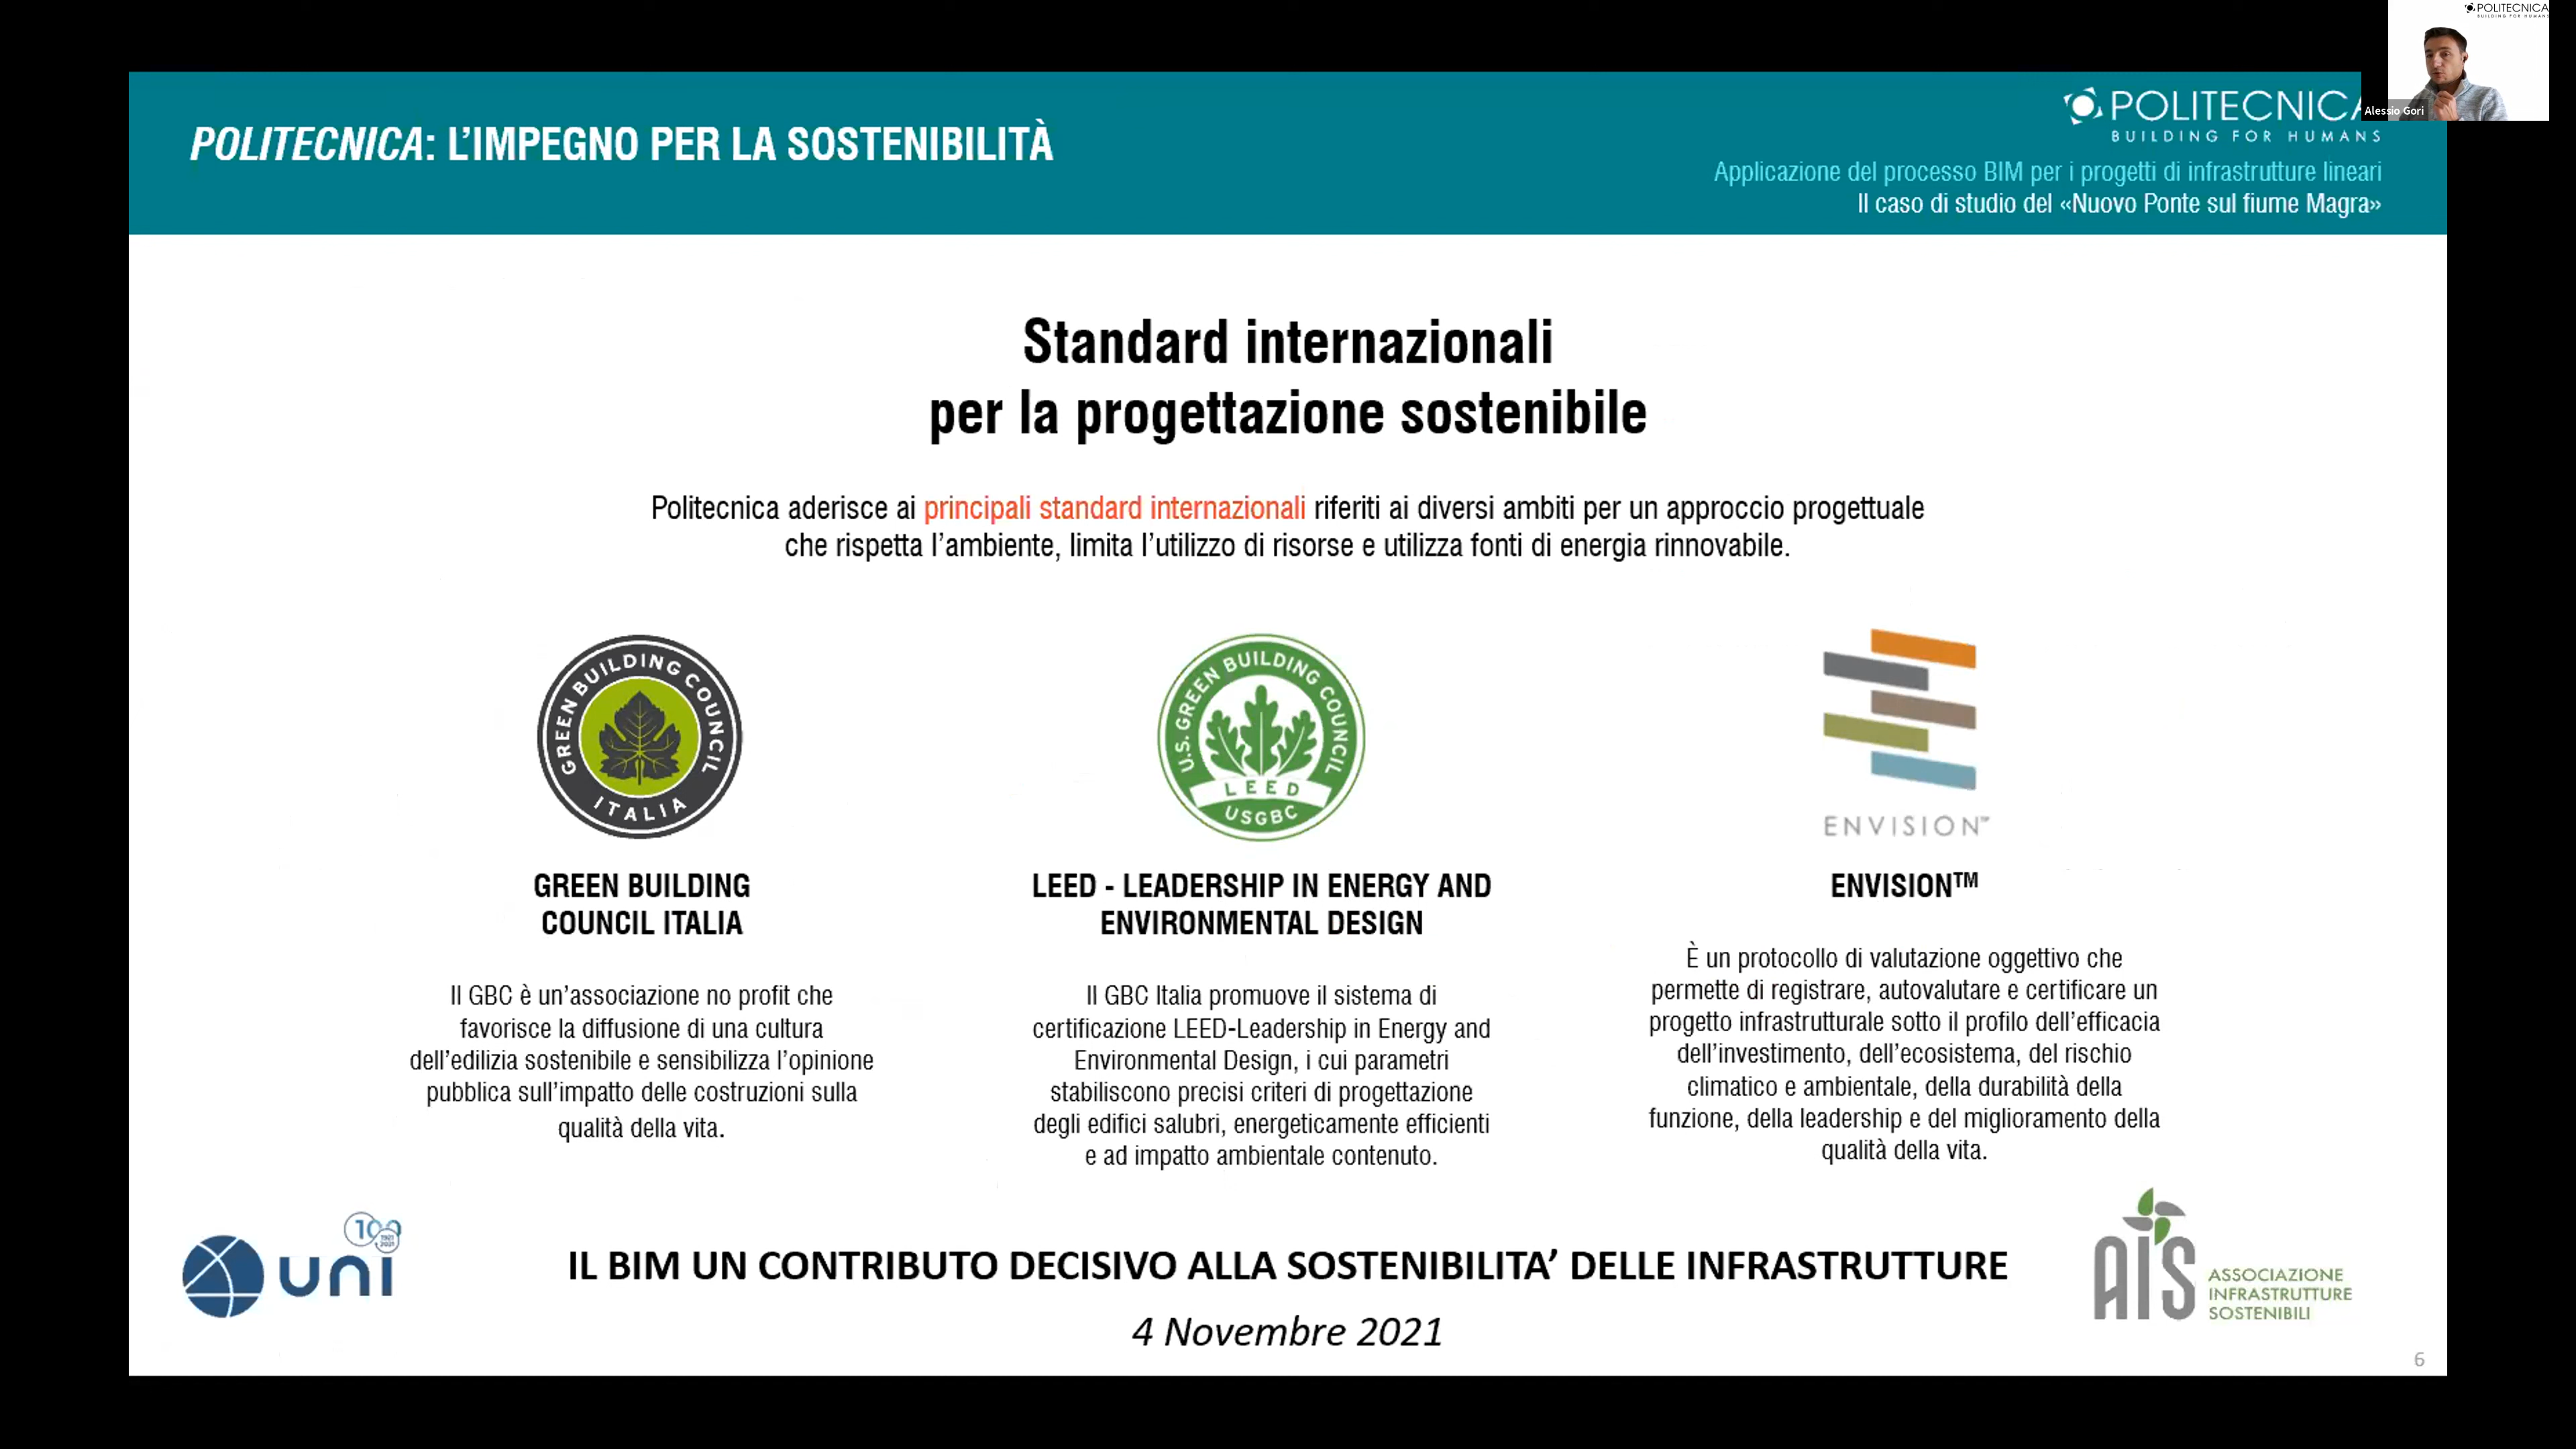 POLITECNICA
BUILDING FOR HUMANS
Alessio Gori
POLITECNICA: L'IMPEGNO PER LA SOSTENIBILITÀ
POLITECNICA
BUILDING FOR HUMANS
Applicazione del processo BIM per i progetti di infrastrutture lineari
Il caso di studio del «Nuovo Ponte sul fiume Magra»
Standard internazionali
per la progettazione sostenibile
Politecnica aderisce ai principali standard internazionali riferiti ai diversi ambiti per un approccio progettuale
che rispetta l'ambiente, limita l'utilizzo di risorse e utilizza fonti di energia rinnovabile.
GREEN BUILDING COUNCIL
ITALIA
GREEN BUILDING
COUNCIL ITALIA
Il GBC è un'associazione no profit che
favorisce la diffusione di una cultura
dell'edilizia sostenibile e sensibilizza l'opinione
pubblica sull'impatto delle costruzioni sulla
qualità della vita.
U.S. GREEN BUILDING COUNCIL
LEED
USGBC
LEED - LEADERSHIP IN ENERGY AND
ENVIRONMENTAL DESIGN
Il GBC Italia promuove il sistema di
certificazione LEED-Leadership in Energy and
Environmental Design, i cui parametri
stabiliscono precisi criteri di progettazione
degli edifici salubri, energeticamente efficienti
e ad impatto ambientale contenuto.
ENVISION™
ENVISION™
È un protocollo di valutazione oggettivo che
permette di registrare, autovalutare e certificare un
progetto infrastrutturale sotto il profilo dell'efficacia
dell'investimento, dell'ecosistema, del rischio
climatico e ambientale, della durabilità della
funzione, della leadership e del miglioramento della
qualità della vita.
100
1921
2021
uni
IL BIM UN CONTRIBUTO DECISIVO ALLA SOSTENIBILITA' DELLE INFRASTRUTTURE
4 Novembre 2021
AIS
ASSOCIAZIONE
INFRASTRUTTURE
SOSTENIBILI
6